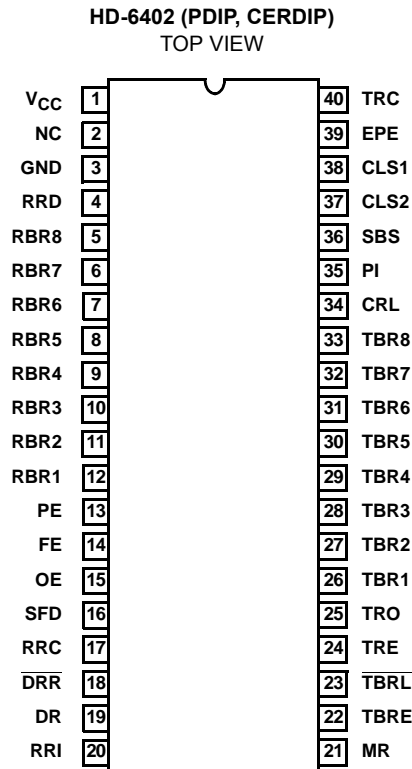 HD-6402 (PDIP, CERDIP)
TOP VIEW
VCC 1 40 TRC
NC 2 39 EPE
GND 3 38 CLS1
RRD 4 37 CLS2
RBR8 5 36 SBS
RBR7 6 35 PI
RBR6 7 34 CRL
RBR5 8 33 TBR8
RBR4 9 32 TBR7
RBR3 10 31 TBR6
RBR2 11 30 TBR5
RBR1 12 29 TBR4
PE 13 28 TBR3
FE 14 27 TBR2
OE 15 26 TBR1
SFD 16 25 TRO
RRC 17 24 TRE
D̅R̅R̅ 18 23 T̅B̅R̅L̅
DR 19 22 TBRE
RRI 20 21 MR